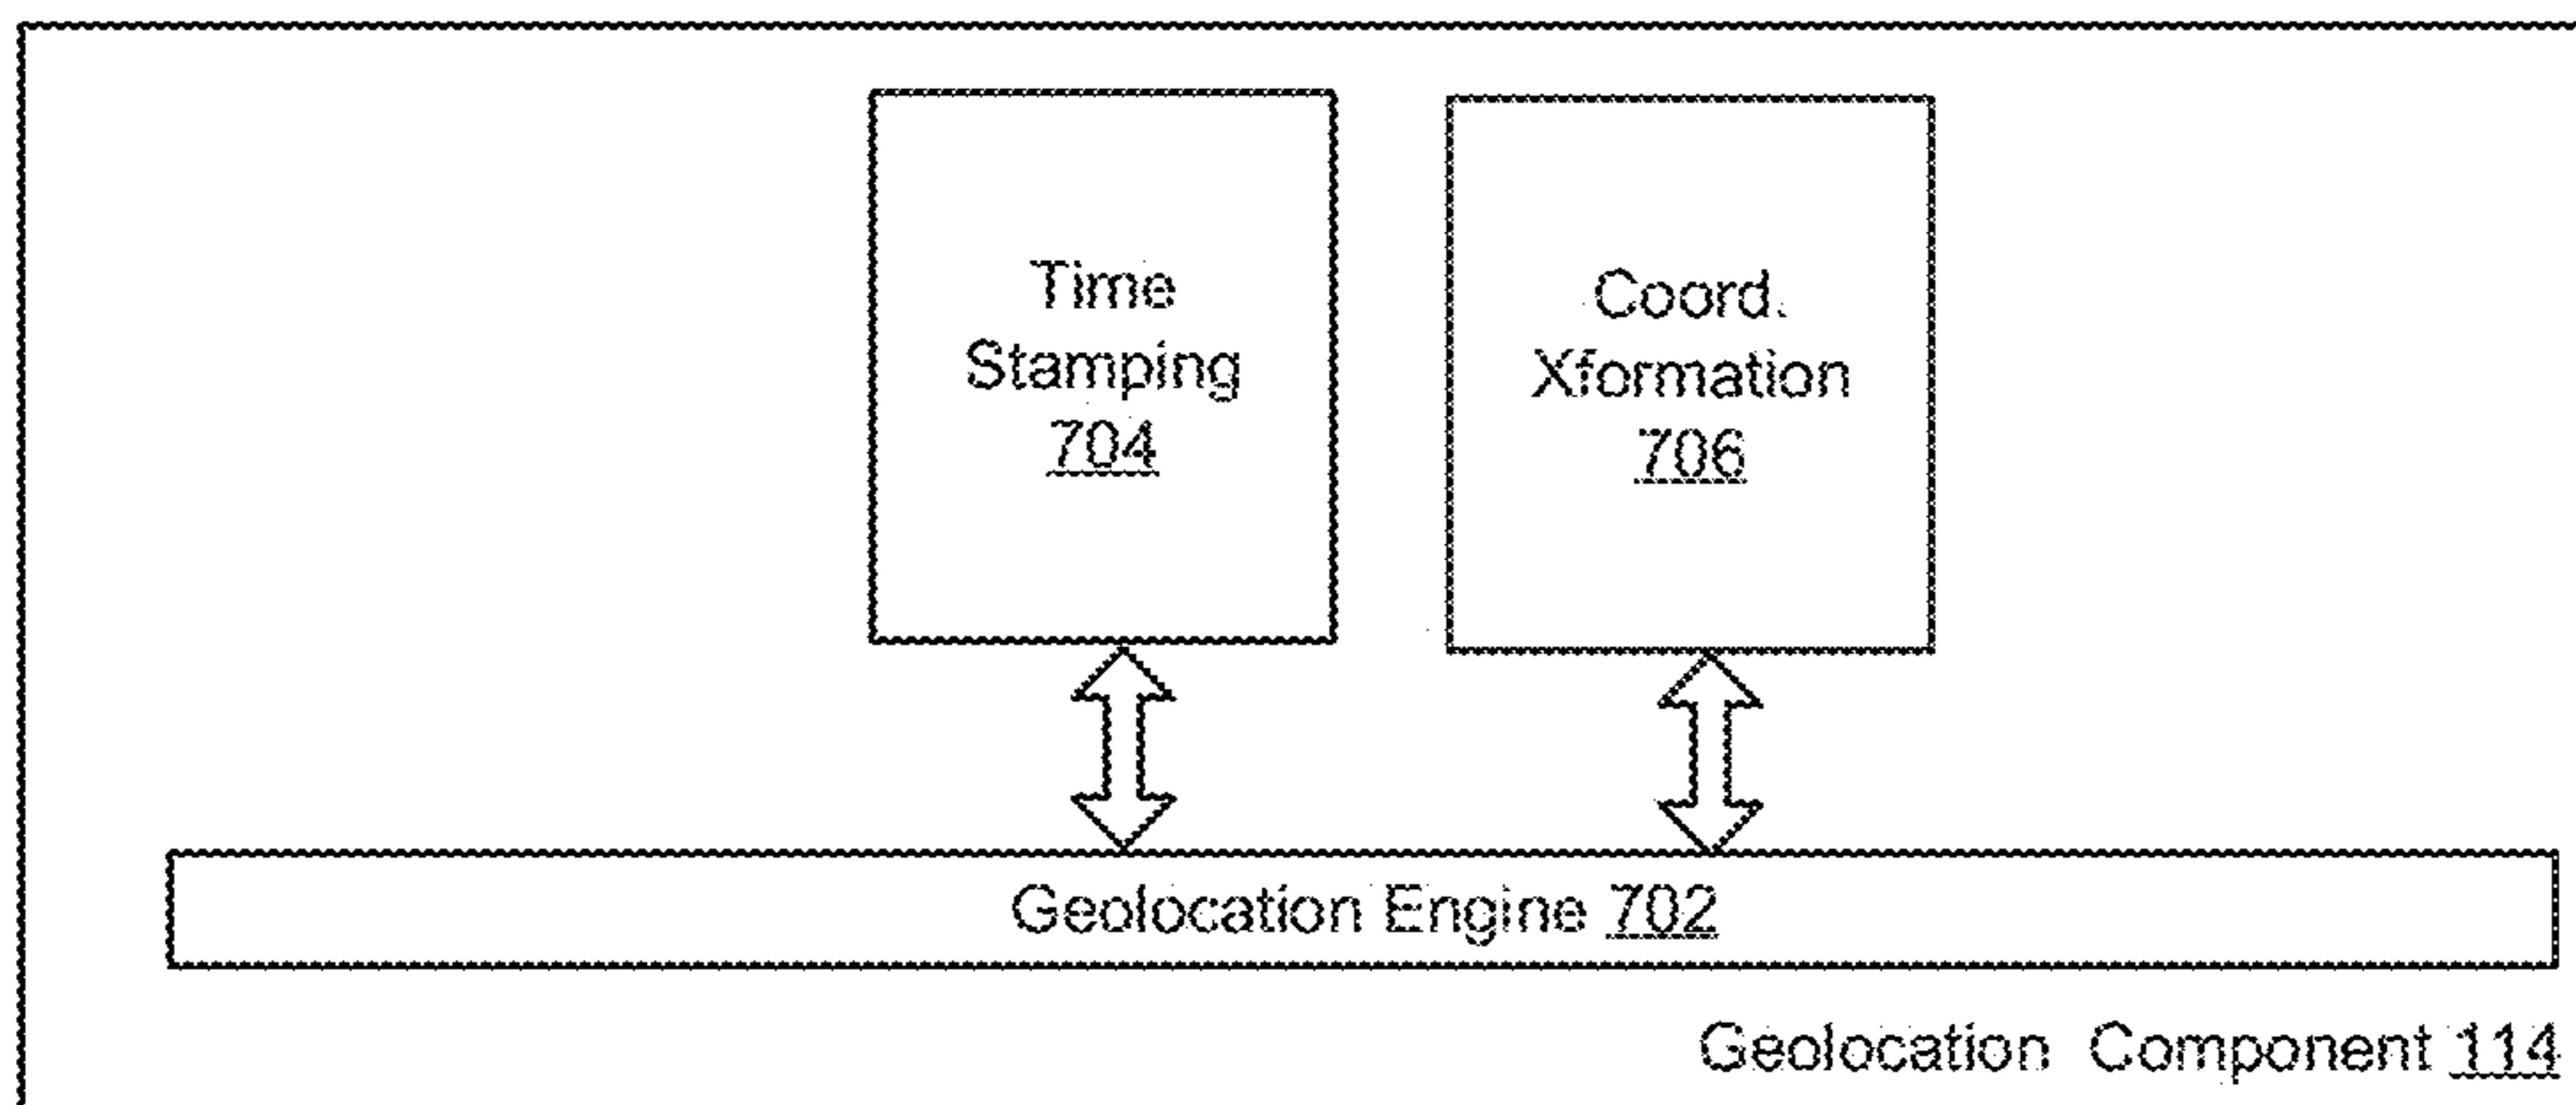 Time
Stamping
704
Coord.
Xformation
706
Geolocation Engine 702
Geolocation Component 114